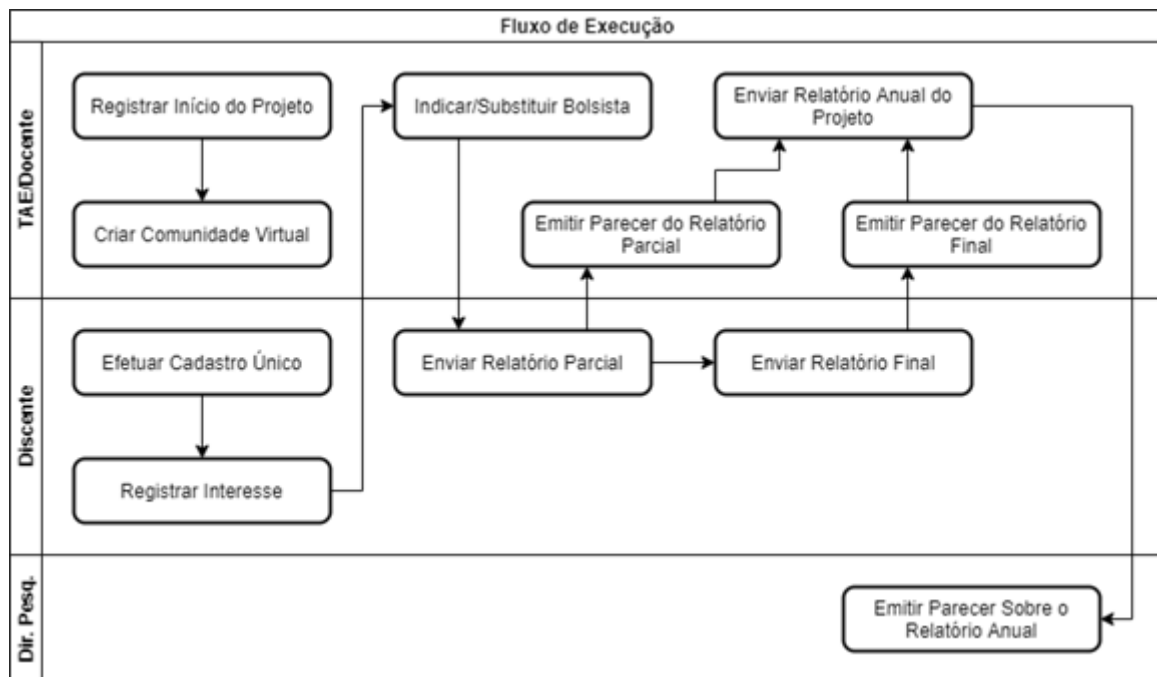 Fluxo de Execução
TAE/Docente
Registrar Início do Projeto
Indicar/Substituir Bolsista
Enviar Relatório Anual do
Projeto
Criar Comunidade Virtual
Emitir Parecer do Relatório
Parcial
Emitir Parecer do Relatório
Final
Discente
Efetuar Cadastro Único
Enviar Relatório Parcial
Enviar Relatório Final
Registrar Interesse
Dir. Pesq.
Emitir Parecer Sobre o
Relatório Anual